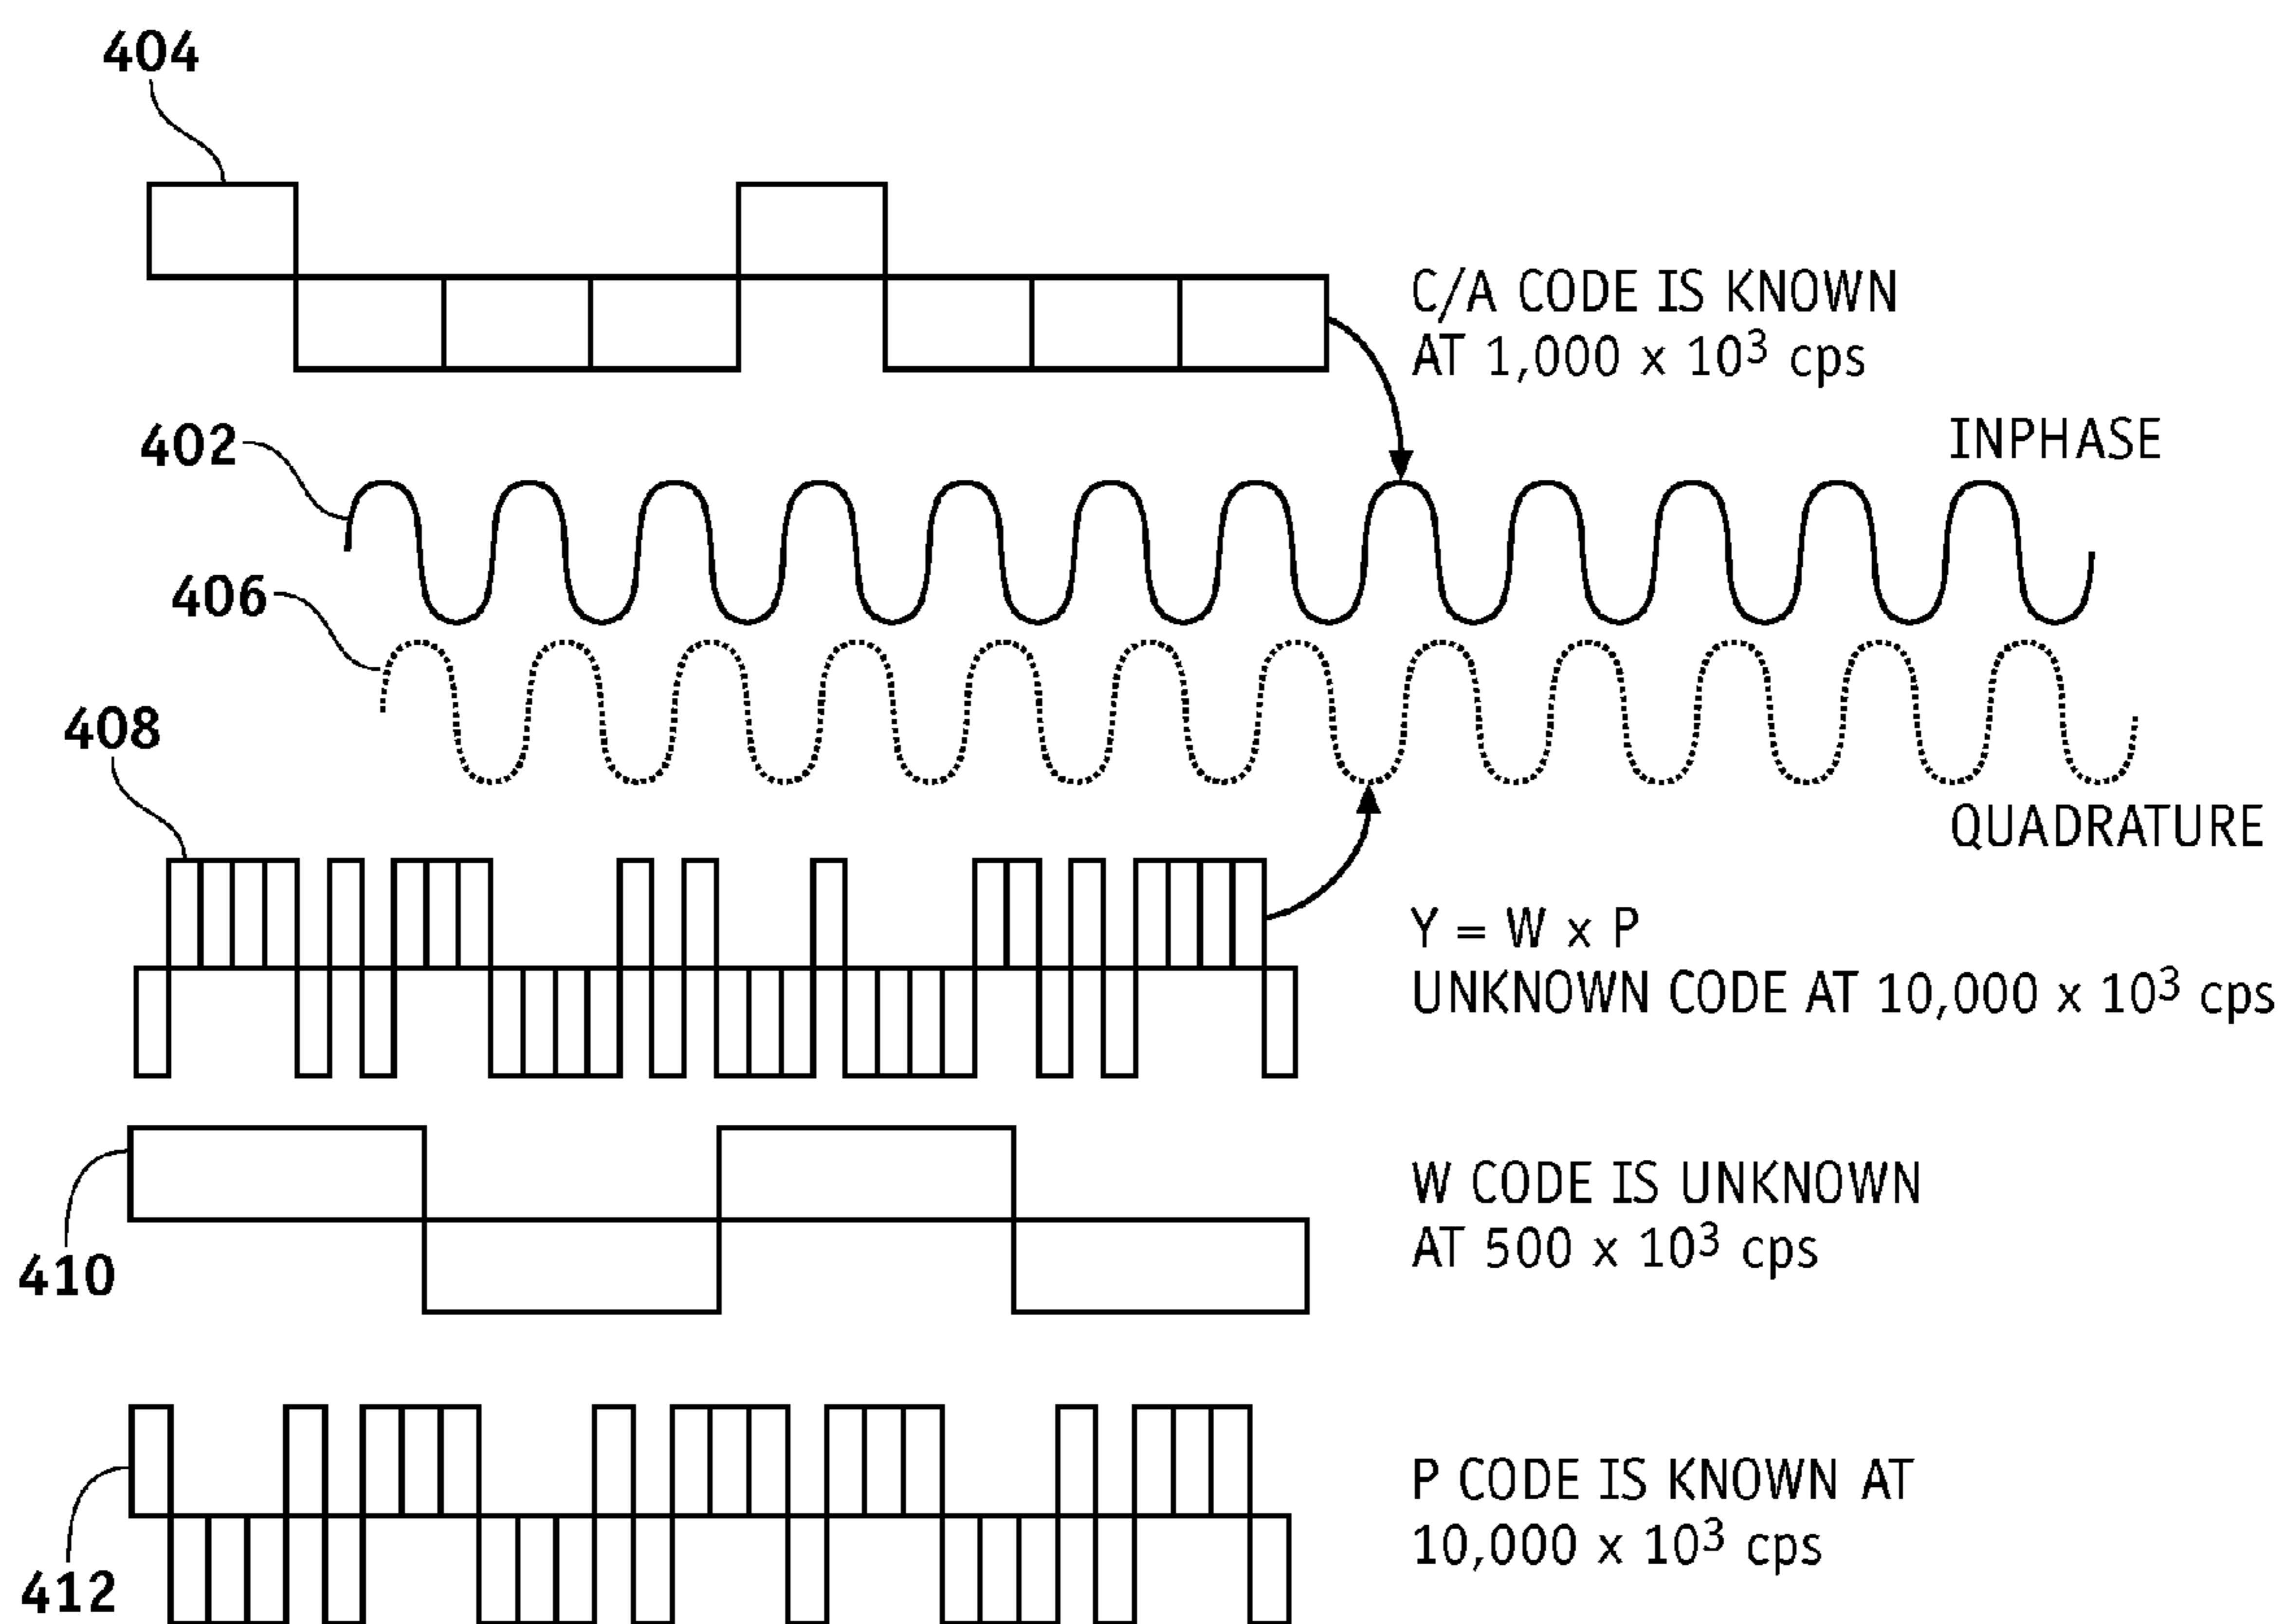 404
C/A CODE IS KNOWN
AT 1,000 x 10³ cps
402
INPHASE
406
408
QUADRATURE
Y = W x P
UNKNOWN CODE AT 10,000 x 10³ cps
410
W CODE IS UNKNOWN
AT 500 x 10³ cps
412
P CODE IS KNOWN AT
10,000 x 10³ cps